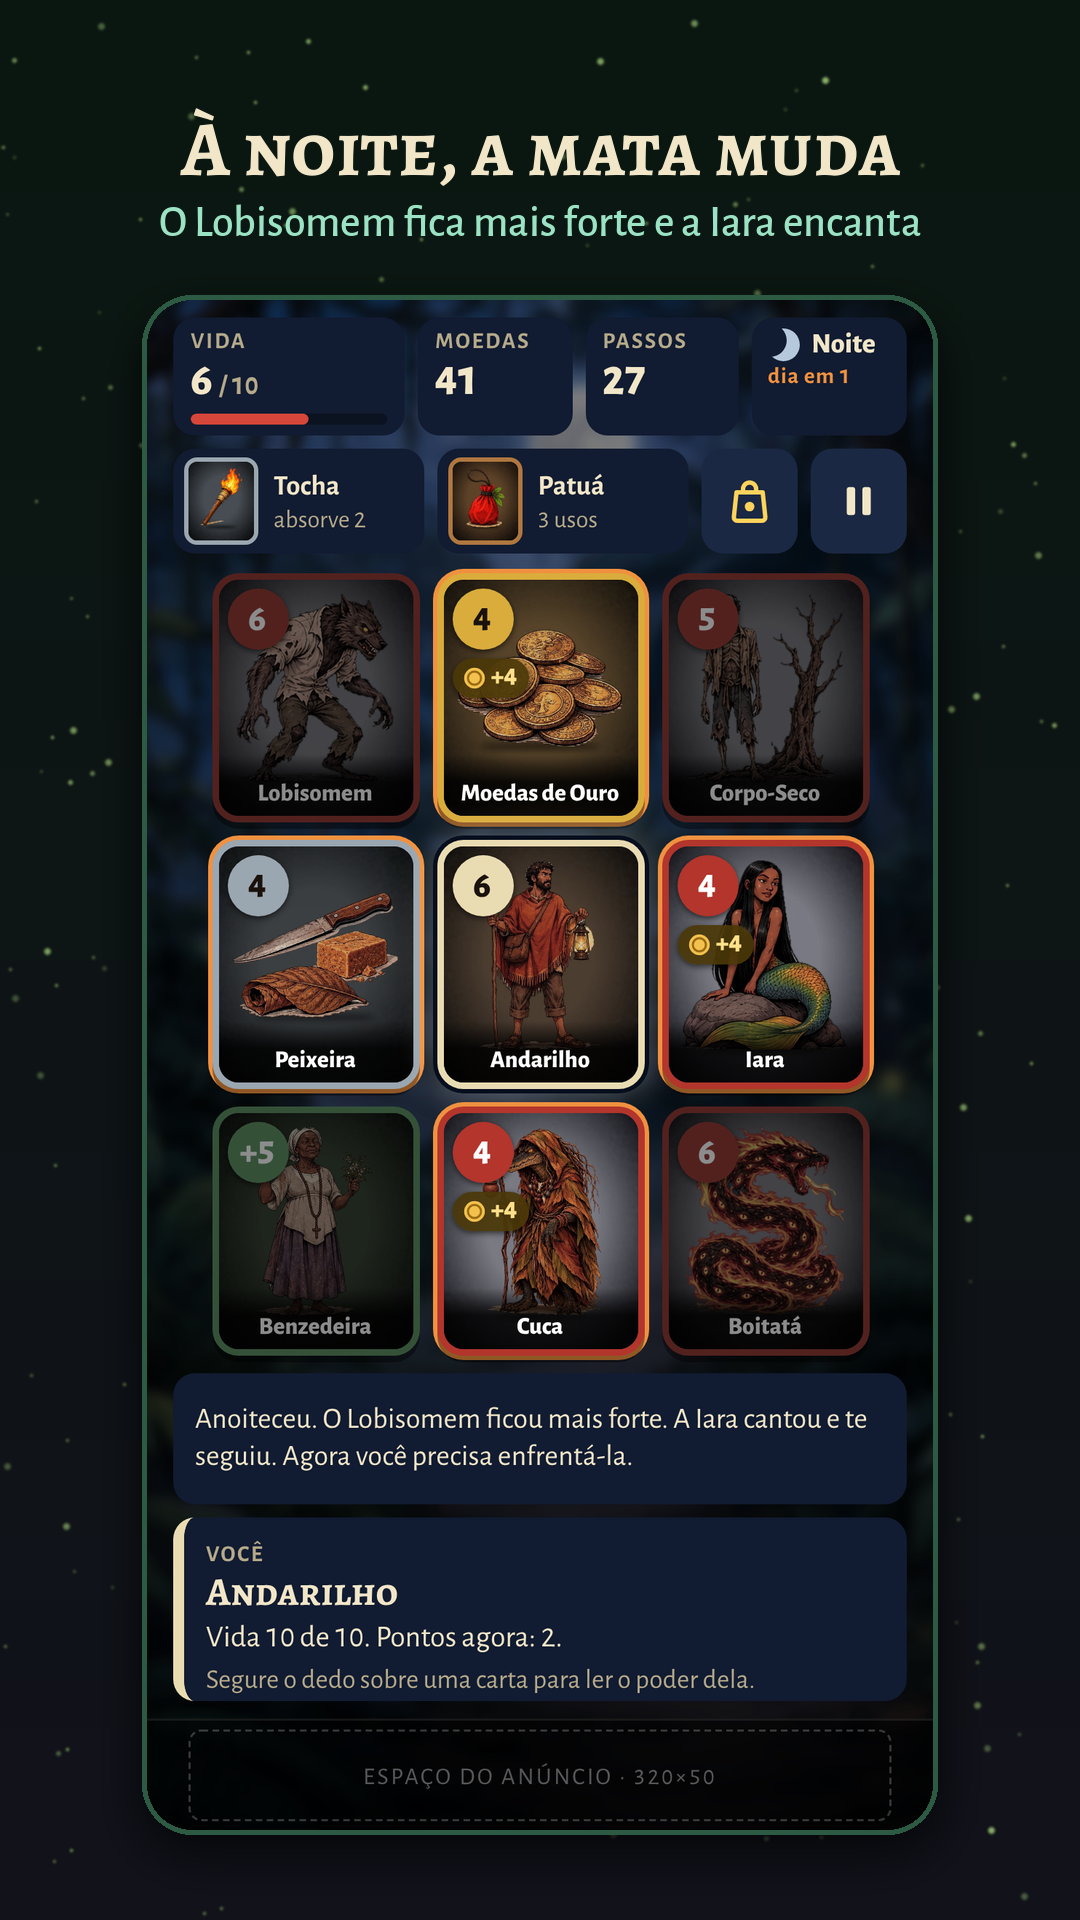 À NOITE, A MATA MUDA
O Lobisomem fica mais forte e a Iara encanta
VIDA
6 /10
MOEDAS
41
PASSOS
27
Noite
dia em 1
Tocha
absorve 2
Patuá
3 usos
6
Lobisomem
4
+4
Moedas de Ouro
5
Corpo-Seco
4
Peixeira
6
Andarilho
4
+4
Iara
+5
Benzedeira
4
+4
Cuca
6
Boitatá
Anoiteceu. O Lobisomem ficou mais forte. A Iara cantou e te
seguiu. Agora você precisa enfrentá-la.
VOCÊ
ANDARILHO
Vida 10 de 10. Pontos agora: 2.
Segure o dedo sobre uma carta para ler o poder dela.
ESPAÇO DO ANÚNCIO · 320×50